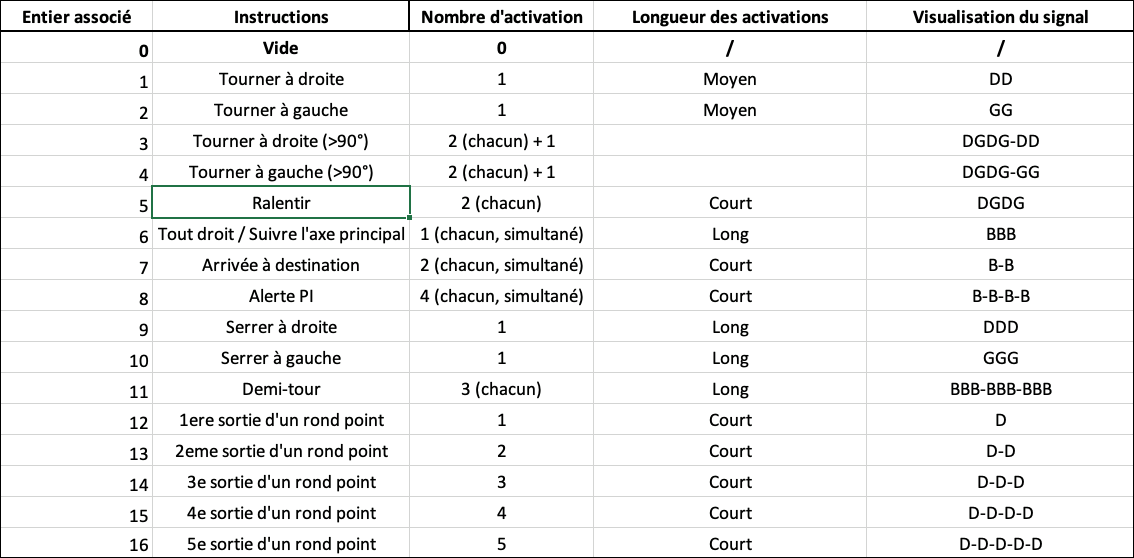 Entier associé Instructions Nombre d'activation Longueur des activations Visualisation du signal
0 Vide 0 / /
1 Tourner à droite 1 Moyen DD
2 Tourner à gauche 1 Moyen GG
3 Tourner à droite (>90°) 2 (chacun) + 1 DGDG-DD
4 Tourner à gauche (>90°) 2 (chacun) + 1 DGDG-GG
5 Ralentir 2 (chacun) Court DGDG
6 Tout droit / Suivre l'axe principal 1 (chacun, simultané) Long BBB
7 Arrivée à destination 2 (chacun, simultané) Court B-B
8 Alerte PI 4 (chacun, simultané) Court B-B-B-B
9 Serrer à droite 1 Long DDD
10 Serrer à gauche 1 Long GGG
11 Demi-tour 3 (chacun) Long BBB-BBB-BBB
12 1ere sortie d'un rond point 1 Court D
13 2eme sortie d'un rond point 2 Court D-D
14 3e sortie d'un rond point 3 Court D-D-D
15 4e sortie d'un rond point 4 Court D-D-D-D
16 5e sortie d'un rond point 5 Court D-D-D-D-D